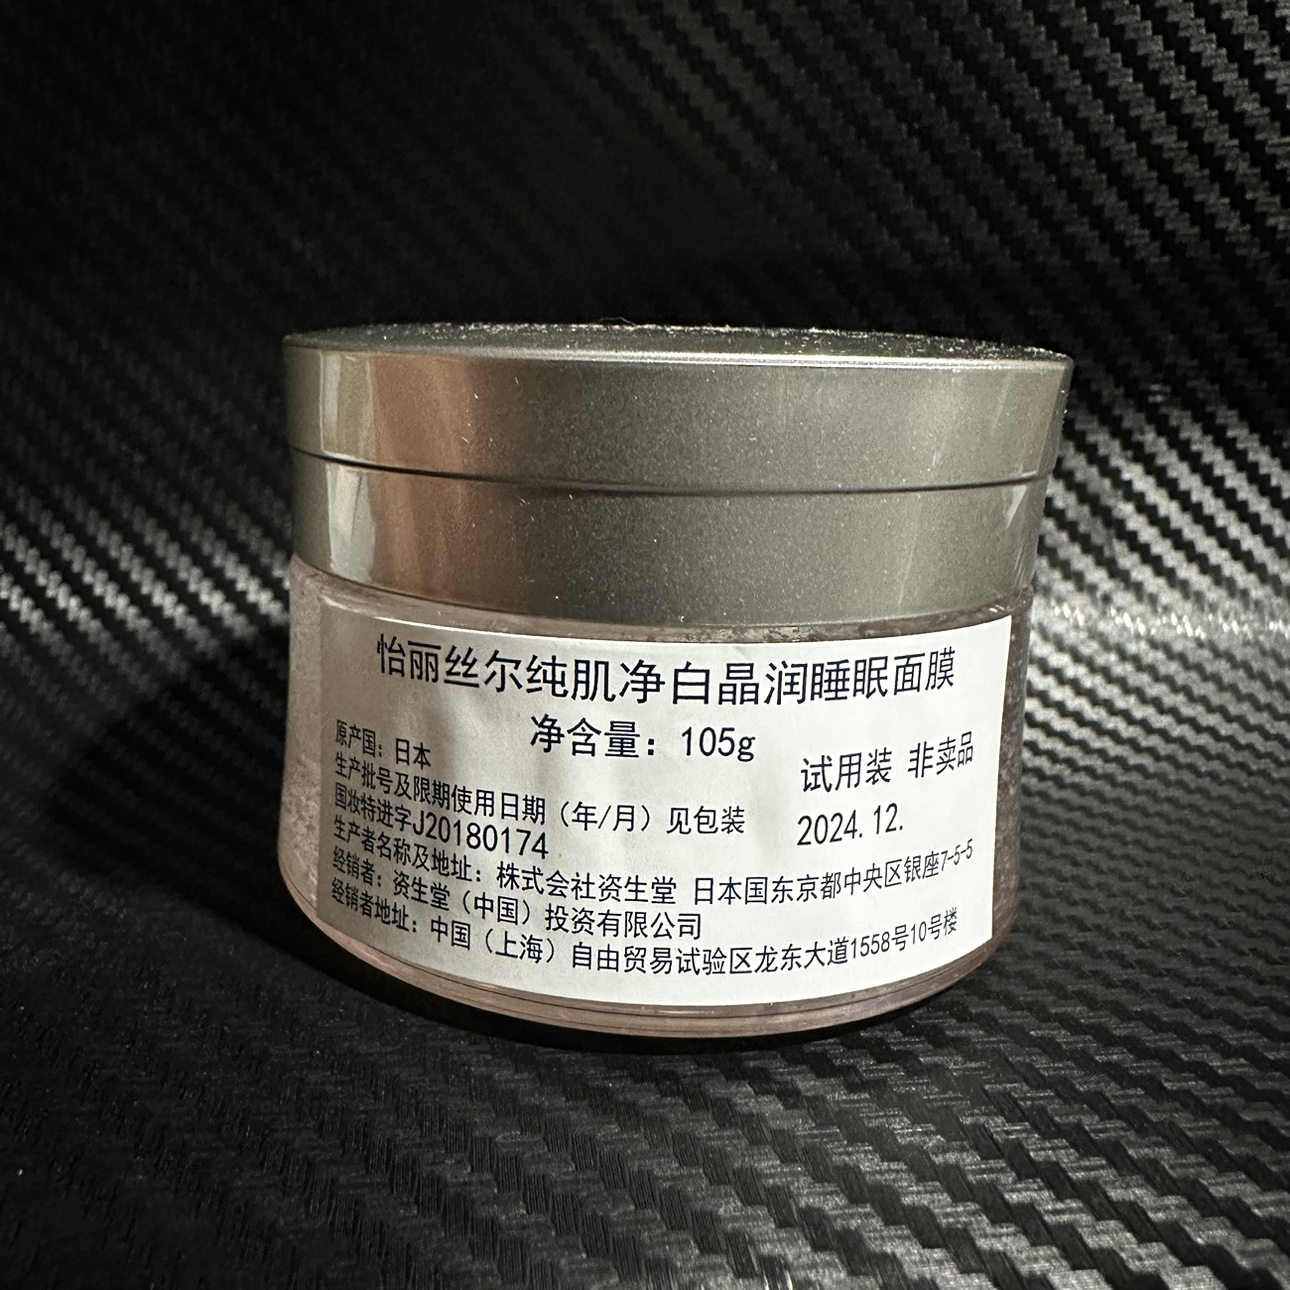 怡丽丝尔纯肌净白晶润睡眠面膜
净含量：105g
原产国：日本
试用装 非卖品
生产批号及限期使用日期（年/月）见包装
2024.12.
国妆特进字J20180174
生产者名称及地址：株式会社资生堂 日本国东京都中央区银座7-5-5
经销者：资生堂（中国）投资有限公司
经销者地址：中国（上海）自由贸易试验区龙东大道1558号10号楼